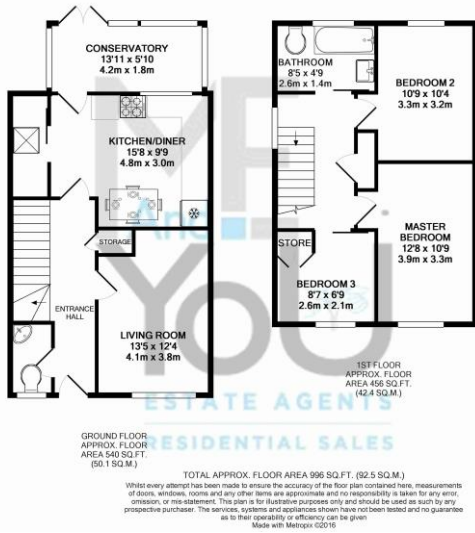 CONSERVATORY
13'11 x 5'10
4.2m x 1.8m
KITCHEN/DINER
15'8 x 9'9
4.8m x 3.0m
STORAGE
ENTRANCE
HALL
LIVING ROOM
13'5 x 12'4
4.1m x 3.8m
GROUND FLOOR
APPROX. FLOOR
AREA 540 SQ.FT.
(50.1 SQ.M.)
BATHROOM
8'5 x 4'9
2.6m x 1.4m
BEDROOM 2
10'9 x 10'4
3.3m x 3.2m
MASTER
BEDROOM
12'8 x 10'9
3.9m x 3.3m
STORE
BEDROOM 3
8'7 x 6'9
2.6m x 2.1m
1ST FLOOR
APPROX. FLOOR
AREA 456 SQ.FT.
(42.4 SQ.M.)
ME
And
YOU
ESTATE AGENTS
RESIDENTIAL SALES
TOTAL APPROX. FLOOR AREA 996 SQ.FT. (92.5 SQ.M.)
Whilst every attempt has been made to ensure the accuracy of the floor plan contained here, measurements
of doors, windows, rooms and any other items are approximate and no responsibility is taken for any error,
omission, or mis-statement. This plan is for illustrative purposes only and should be used as such by any
prospective purchaser. The services, systems and appliances shown have not been tested and no guarantee
as to their operability or efficiency can be given
Made with Metropix ©2016